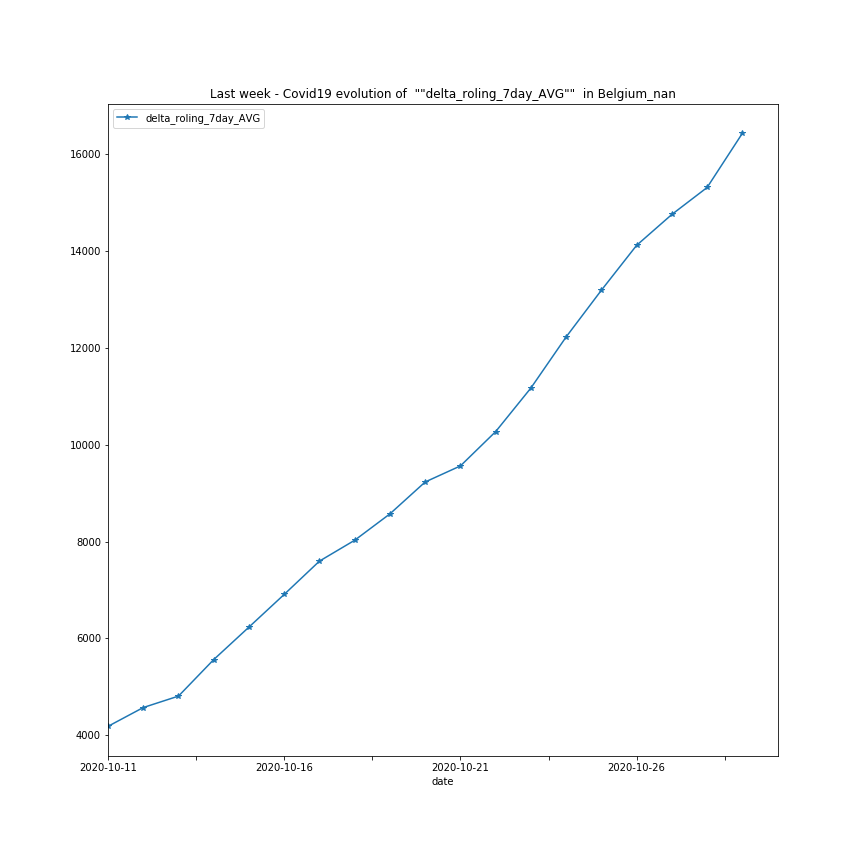 Last week - Covid19 evolution of  ""delta_roling_7day_AVG""  in Belgium_nan
delta_roling_7day_AVG
16000
14000
12000
10000
8000
6000
4000
2020-10-11 2020-10-16 2020-10-21 2020-10-26
date